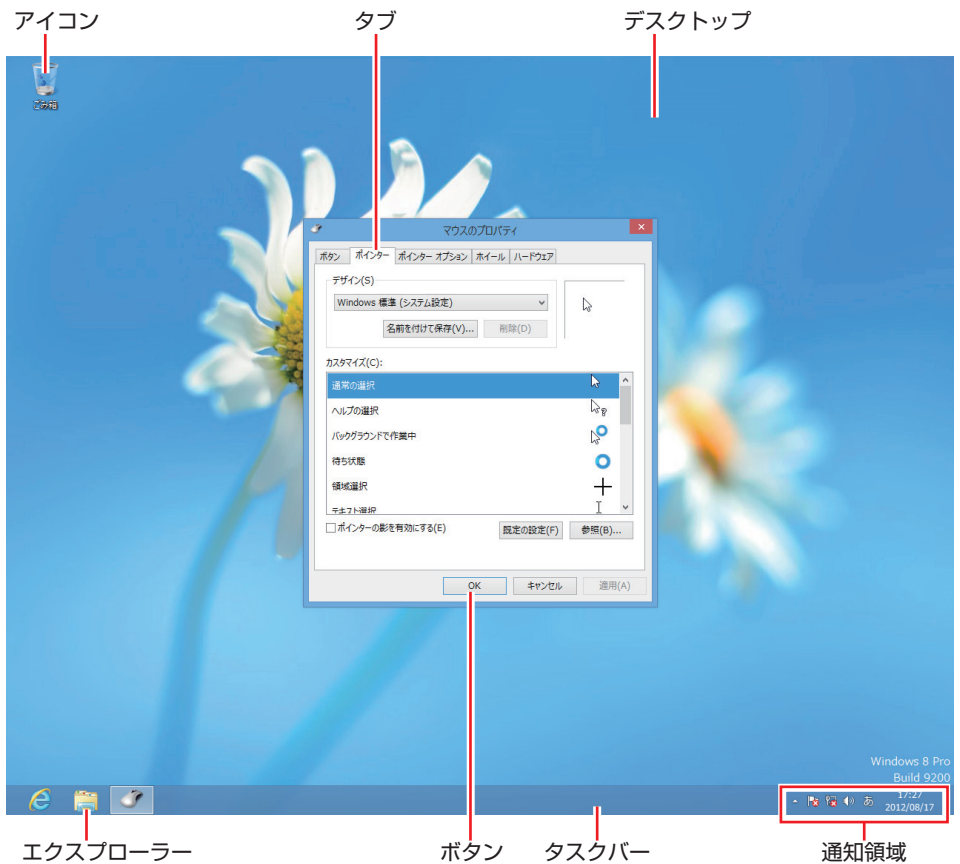 アイコン
タブ
デスクトップ
ごみ箱
マウスのプロパティ
ボタン ポインター ポインター オプション ホイール ハードウェア
デザイン(S)
Windows 標準 (システム設定)
名前を付けて保存(V)... 削除(D)
カスタマイズ(C):
通常の選択
ヘルプの選択
バックグラウンドで作業中
待ち状態
領域選択
テキスト選択
ポインターの影を有効にする(E) 既定の設定(F) 参照(B)...
OK キャンセル 適用(A)
Windows 8 Pro
Build 9200
あ
17:27
2012/08/17
エクスプローラー
ボタン
タスクバー
通知領域